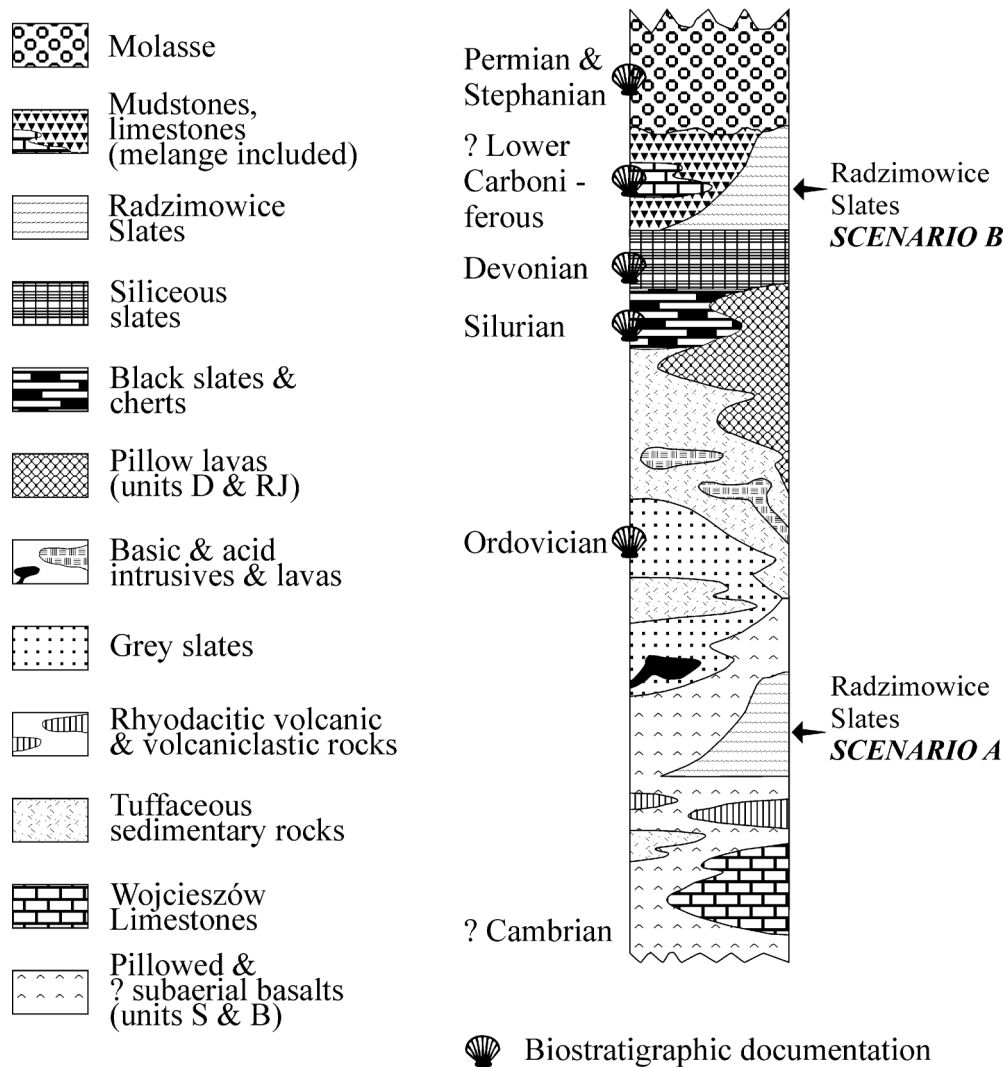 Molasse
Mudstones,
limestones
(melange included)
Radzimowice
Slates
Siliceous
slates
Black slates &
cherts
Pillow lavas
(units D & RJ)
Basic & acid
intrusives & lavas
Grey slates
Rhyodacitic volcanic
& volcaniclastic rocks
Tuffaceous
sedimentary rocks
Wojcieszów
Limestones
Pillowed &
? subaerial basalts
(units S & B)
Permian &
Stephanian
? Lower
Carboni -
ferous
Devonian
Silurian
Ordovician
? Cambrian
Radzimowice
Slates
SCENARIO B
Radzimowice
Slates
SCENARIO A
Biostratigraphic documentation